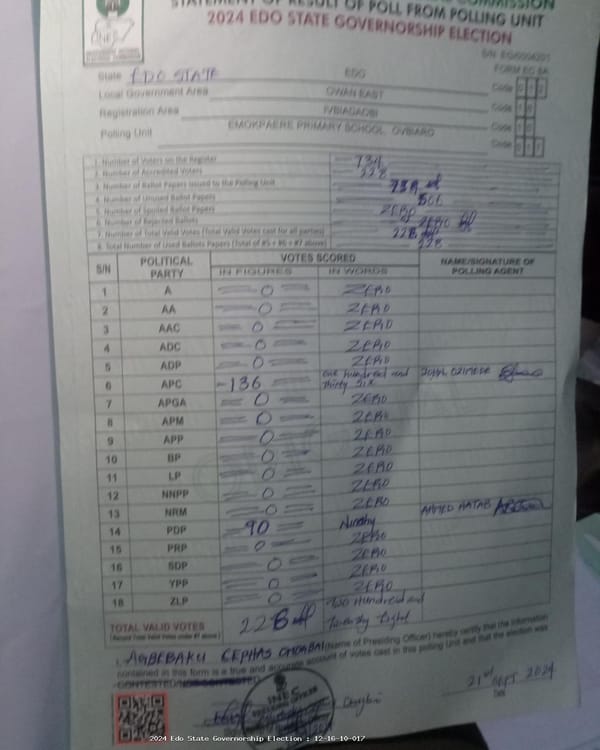 STATEMENT OF RESULT OF POLL FROM POLLING UNIT
2024 EDO STATE GOVERNORSHIP ELECTION
FORM EC 8A
State EDO STATE EDO Code
Local Government Area OWAN EAST Code
Registration Area Code
Polling Unit EMOKPAERE PRIMARY SCHOOL, OVBIARO Code
1. Number of Voters on the Register 734
2. Number of Accredited Voters 228
3. Number of Ballot Papers Issued to the Polling Unit 734
4. Number of Unused Ballot Papers
5. Number of Spoiled Ballot Papers ZERO
6. Number of Rejected Ballots ZERO
7. Number of Total Valid Votes (Total Valid Votes cast for all parties) 228
8. Total Number of Used Ballots Papers (Total of #5 + #6 + #7 above) 228
S/N POLITICAL PARTY VOTES SCORED NAME/SIGNATURE OF POLLING AGENT
IN FIGURES IN WORDS
1 A 0 ZERO
2 AA 0 ZERO
3 AAC 0 ZERO
4 ADC 0 ZERO
5 ADP 0 ZERO
6 APC -136 one hundred and thirty six JOHN
7 APGA 0 ZERO
8 APM 0 ZERO
9 APP 0 ZERO
10 BP 0 ZERO
11 LP 0 ZERO
12 NNPP 0 ZERO
13 NRM 0 ZERO
14 PDP 90 Ninety AHMED
15 PRP 0 ZERO
16 SDP 0 ZERO
17 YPP 0 ZERO
18 ZLP 0 ZERO
TOTAL VALID VOTES 228 Two Hundred and Twenty Eight
I, AGBEBAKU CEPHAS (Name of Presiding Officer) hereby certify that the information
contained in this form is a true and accurate account of votes cast in this polling Unit and that the election was
CONTESTED/NOT CONTESTED
21st SEPT. 2024
Date
2024 Edo State Governorship Election : 12-16-10-017